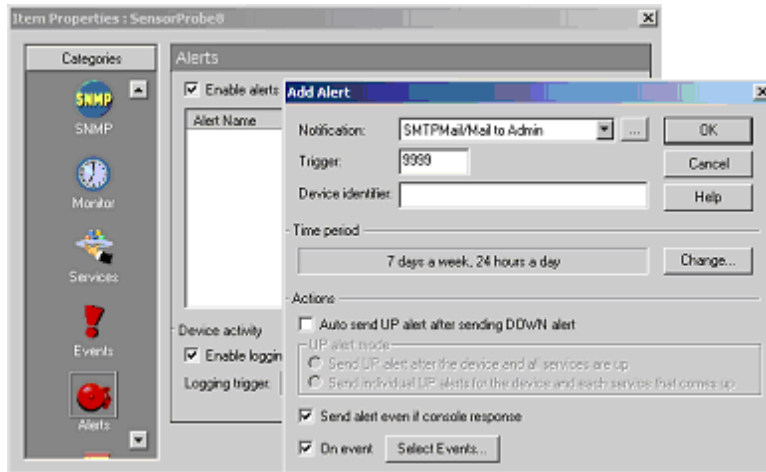 Item Properties : SensorProbe8
Categories
SNMP
SNMP
Monitor
Services
Events
Alerts
Alerts
Enable alerts
Alert Name
Device activity
Enable loggin
Logging trigger:
Add Alert
Notification:
SMTPMail/Mail to Admin
...
OK
Trigger:
9999
Cancel
Device identifier:
Help
Time period
7 days a week, 24 hours a day
Change...
Actions
Auto send UP alert after sending DOWN alert
UP alert mode
Send UP alert after the device and all services are up
Send individual UP alerts for the device and each service that comes up
Send alert even if console response
On event
Select Events...